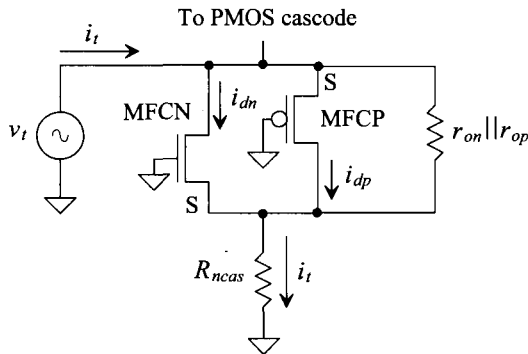 To PMOS cascode
i_t
S
MFCN
i_dn
MFCP
v_t
r_on||r_op
i_dp
S
R_ncas
i_t